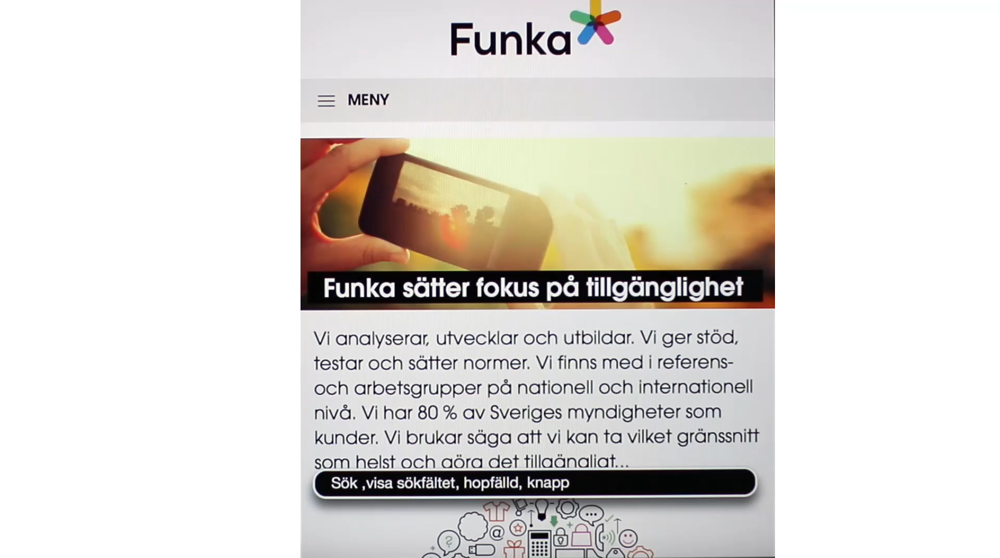 Funka
MENY
Funka sätter fokus på tillgänglighet
Vi analyserar, utvecklar och utbildar. Vi ger stöd,
testar och sätter normer. Vi finns med i referens-
och arbetsgrupper på nationell och internationell
nivå. Vi har 80 % av Sveriges myndigheter som
kunder. Vi brukar säga att vi kan ta vilket gränssnitt
som helst och göra det tillgängligt...
Sök ,visa sökfältet, hopfälld, knapp
@
?